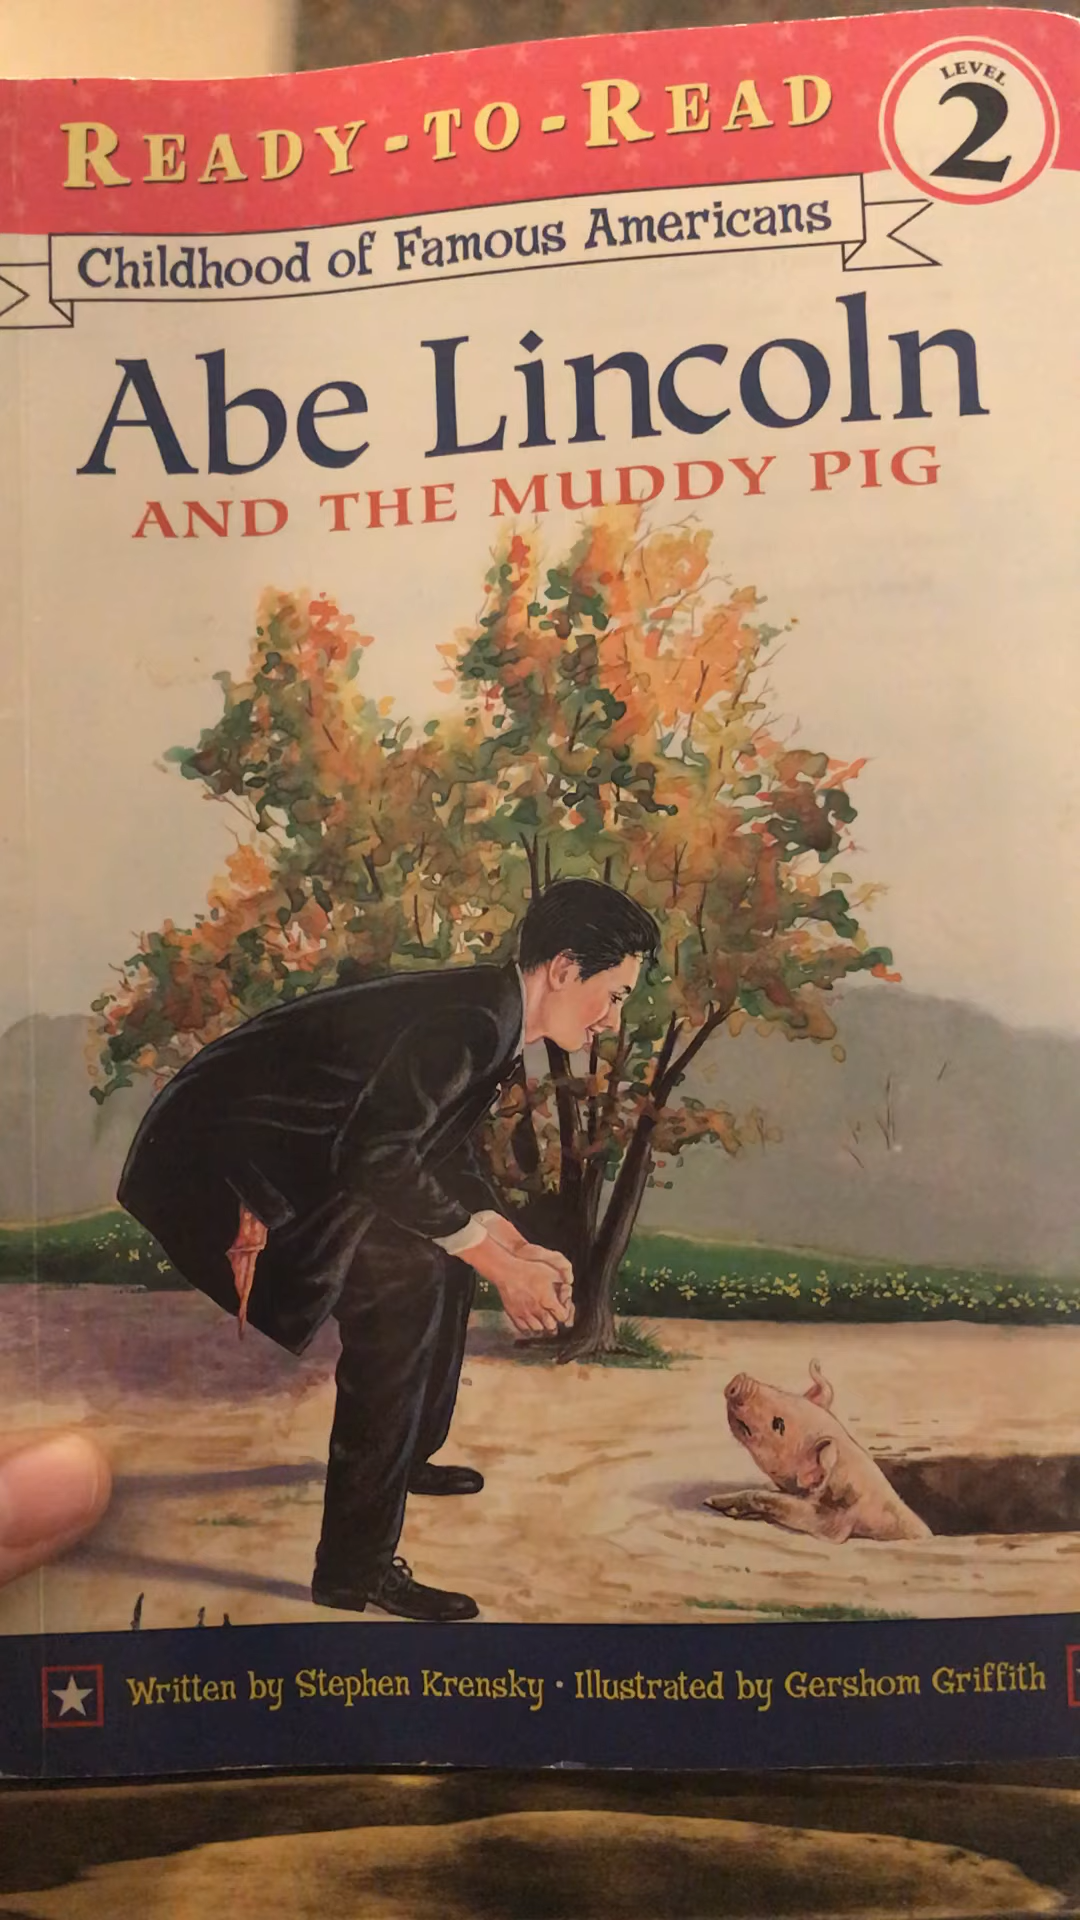 READY-TO-READ
LEVEL
2
Childhood of Famous Americans
Abe Lincoln
AND THE MUDDY PIG
Written by Stephen Krensky · Illustrated by Gershom Griffith